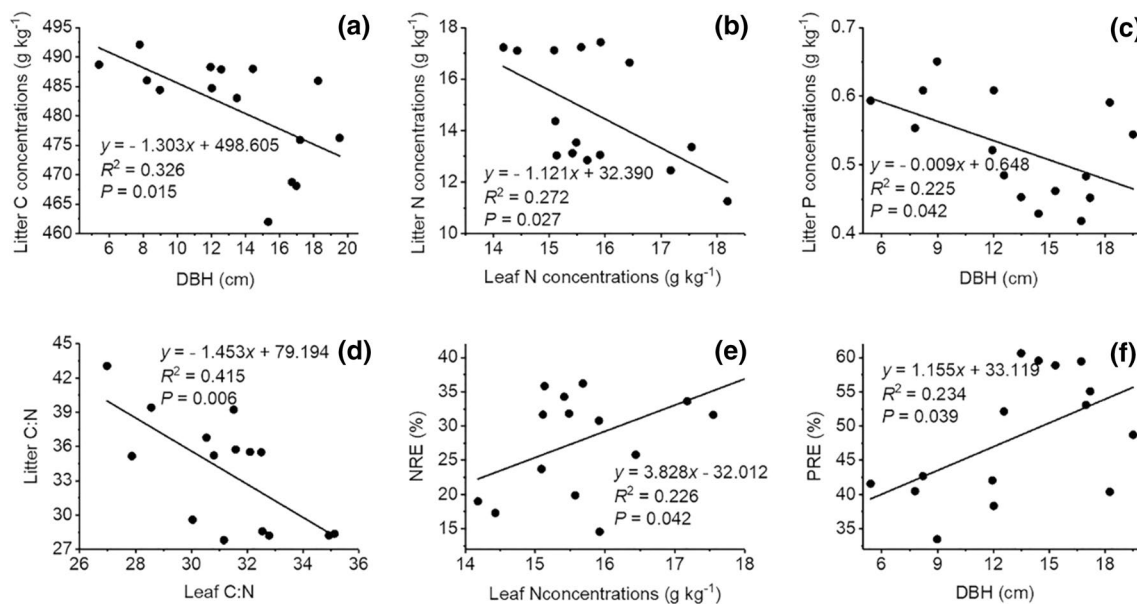 (a)
Litter C concentrations (g kg⁻¹)
495
490
485
480
475
470
465
460
y = - 1.303x + 498.605
R² = 0.326
P = 0.015
6 8 10 12 14 16 18 20
DBH (cm)
(b)
Litter N concentrations (g kg⁻¹)
18
16
14
12
10
y = - 1.121x + 32.390
R² = 0.272
P = 0.027
14 15 16 17 18
Leaf N concentrations (g kg⁻¹)
(c)
Litter P concentrations (g kg⁻¹)
0.7
0.6
0.5
0.4
y = -0.009x + 0.648
R² = 0.225
P = 0.042
6 9 12 15 18
DBH (cm)
(d)
Litter C:N
45
42
39
36
33
30
27
y = - 1.453x + 79.194
R² = 0.415
P = 0.006
26 28 30 32 34 36
Leaf C:N
(e)
NRE (%)
40
35
30
25
20
15
y = 3.828x - 32.012
R² = 0.226
P = 0.042
14 15 16 17 18
Leaf Nconcentrations (g kg⁻¹)
(f)
PRE (%)
60
55
50
45
40
35
y = 1.155x + 33.119
R² = 0.234
P = 0.039
6 9 12 15 18
DBH (cm)